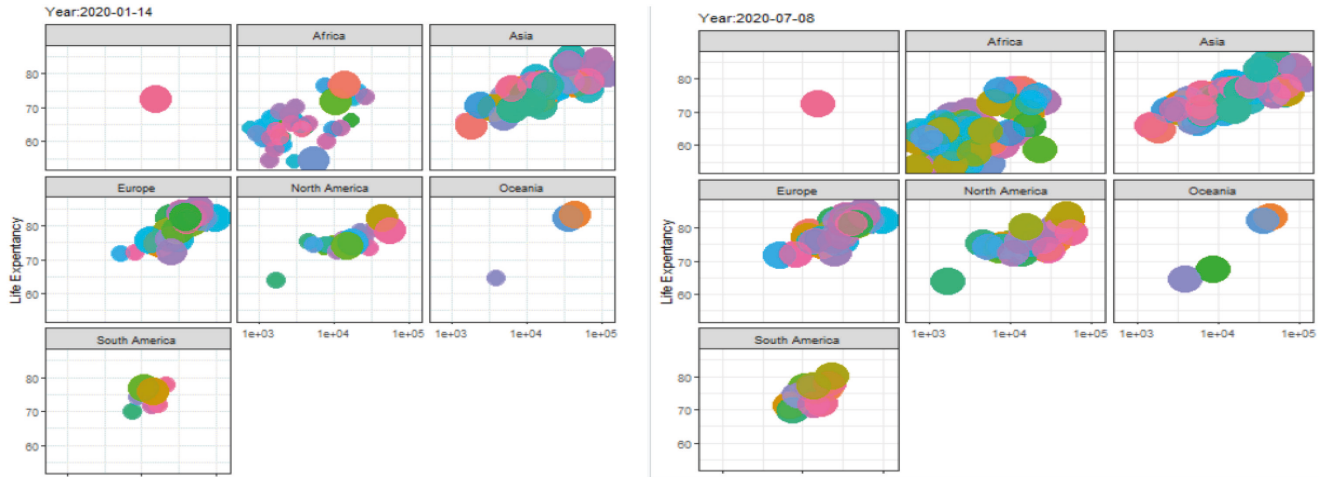 Year:2020-01-14
Africa
Asia
80
70
60
Europe
North America
Oceania
80
70
60
Life Expentancy
1e+03
1e+04
1e+05
1e+03
1e+04
1e+05
South America
80
70
60
Year:2020-07-08
Africa
Asia
80
70
60
Europe
North America
Oceania
80
70
60
Life Expentancy
1e+03
1e+04
1e+05
1e+03
1e+04
1e+05
South America
80
70
60